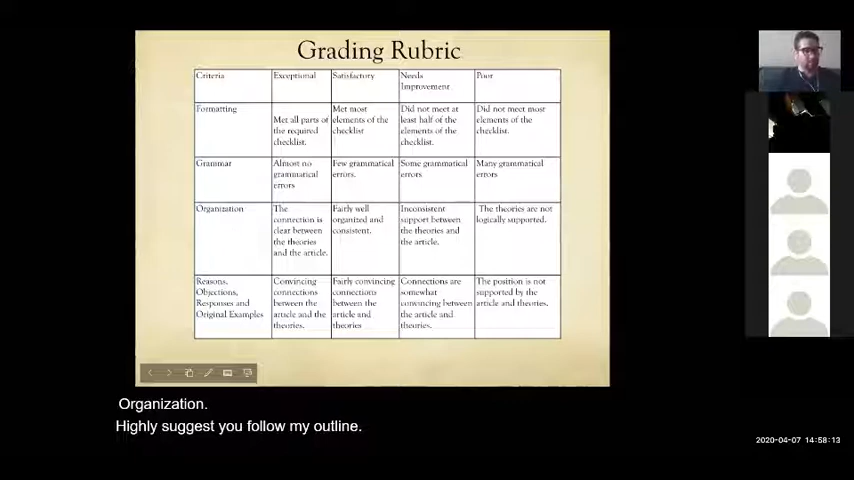 Grading Rubric
Criteria
Exceptional
Satisfactory
Needs
Improvement
Poor
Formatting
Met all parts of
the required
checklist.
Met most
elements of the
checklist
Did not meet at
least half of the
elements of the
checklist.
Did not meet most
elements of the
checklist.
Grammar
Almost no
grammatical
errors
Few grammatical
errors.
Some grammatical
errors
Many grammatical
errors
Organization
The
connection is
clear between
the theories
and the article.
Fairly well
organized and
consistent.
Inconsistent
support between
the theories and
the article.
The theories are not
logically supported.
Reasons,
Objections,
Responses and
Original Examples
Convincing
connections
between the
article and the
theories.
Fairly convincing
connections
between the
article and
theories
Connections are
somewhat
convincing between
the article and
theories.
The position is not
supported by the
article and theories.
Organization.
Highly suggest you follow my outline.
2020-04-07 14:58:13